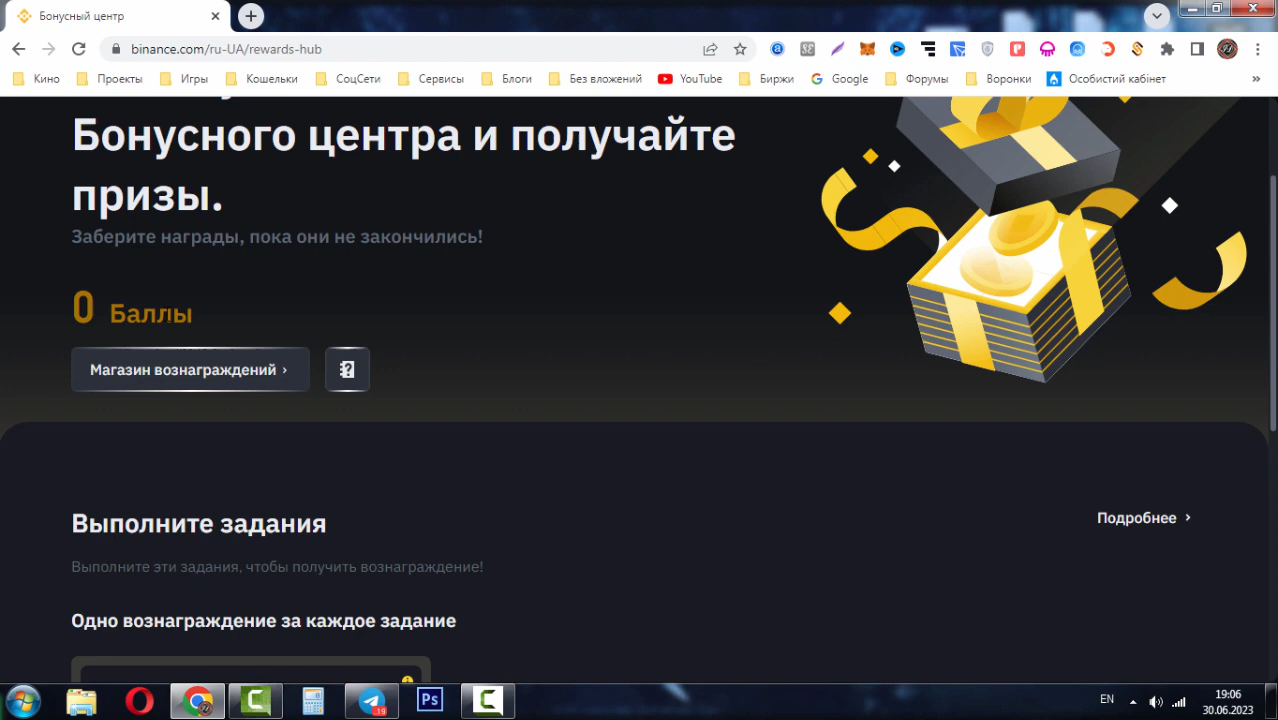 Бонусный центр
binance.com/ru-UA/rewards-hub
Кино Проекты Игры Кошельки СоцСети Сервисы Блоги Без вложений YouTube Биржи Google Форумы Воронки Особистий кабінет »
Бонусного центра и получайте
призы.
Заберите награды, пока они не закончились!
0 Баллы
Магазин вознаграждений ›
Выполните задания
Подробнее ›
Выполните эти задания, чтобы получить вознаграждение!
Одно вознаграждение за каждое задание
Ps
19
EN
19:06
30.06.2023